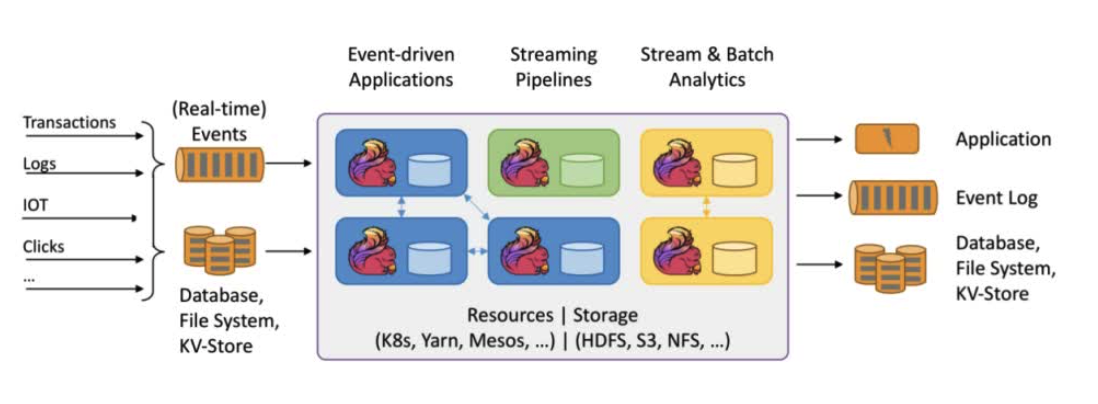 Event-driven
Applications
Streaming
Pipelines
Stream & Batch
Analytics
Transactions
Logs
IOT
Clicks
...
(Real-time)
Events
Database,
File System,
KV-Store
Resources | Storage
(K8s, Yarn, Mesos, ...) | (HDFS, S3, NFS, ...)
Application
Event Log
Database,
File System,
KV-Store